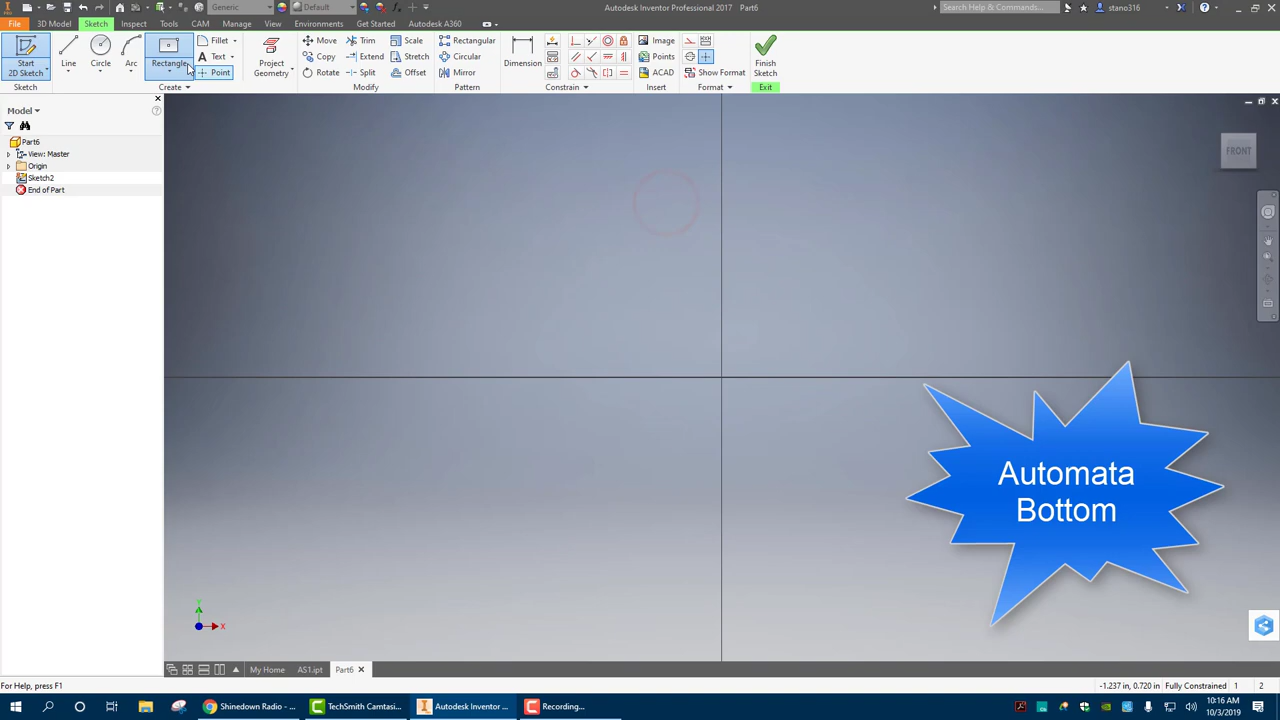 Generic
Default
Autodesk Inventor Professional 2017 Part6
Search Help & Commands...
stano316
File
3D Model
Sketch
Inspect
Tools
CAM
Manage
View
Environments
Get Started
Autodesk A360
Start
2D Sketch
Line
Circle
Arc
Rectangle
Fillet
Text
Point
Project
Geometry
Move
Copy
Rotate
Trim
Extend
Split
Scale
Stretch
Offset
Rectangular
Circular
Mirror
Dimension
Image
Points
ACAD
Show Format
Finish
Sketch
Sketch
Create
Modify
Pattern
Constrain
Insert
Format
Exit
Model
Part6
View: Master
Origin
Sketch2
End of Part
FRONT
Automata
Bottom
Y
X
My Home
AS1.ipt
Part6
For Help, press F1
-1.237 in, 0.720 in
Fully Constrained
1
2
Shinedown Radio - ...
TechSmith Camtasi...
Autodesk Inventor ...
Recording...
10:16 AM
10/3/2019